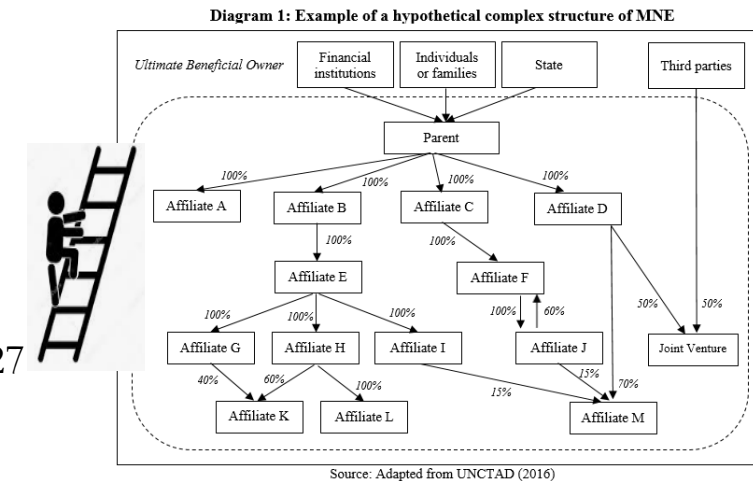 Diagram 1: Example of a hypothetical complex structure of MNE
Ultimate Beneficial Owner
Financial
institutions
Individuals
or families
State
Third parties
Parent
100%
100%
100%
100%
Affiliate A
Affiliate B
Affiliate C
Affiliate D
100%
100%
Affiliate E
Affiliate F
100%
100%
100%
100%
60%
50%
50%
27
Affiliate G
Affiliate H
Affiliate I
Affiliate J
Joint Venture
40%
60%
100%
15%
15%
70%
Affiliate K
Affiliate L
Affiliate M
Source: Adapted from UNCTAD (2016)